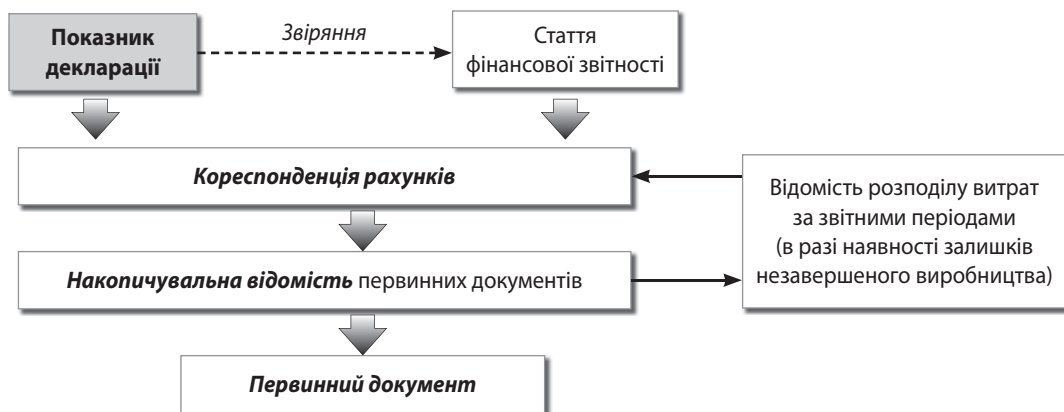 Показник
декларації
Звіряння
Стаття
фінансової звітності
Кореспонденція рахунків
Відомість розподілу витрат
за звітними періодами
(в разі наявності залишків
незавершеного виробництва)
Накопичувальна відомість первинних документів
Первинний документ